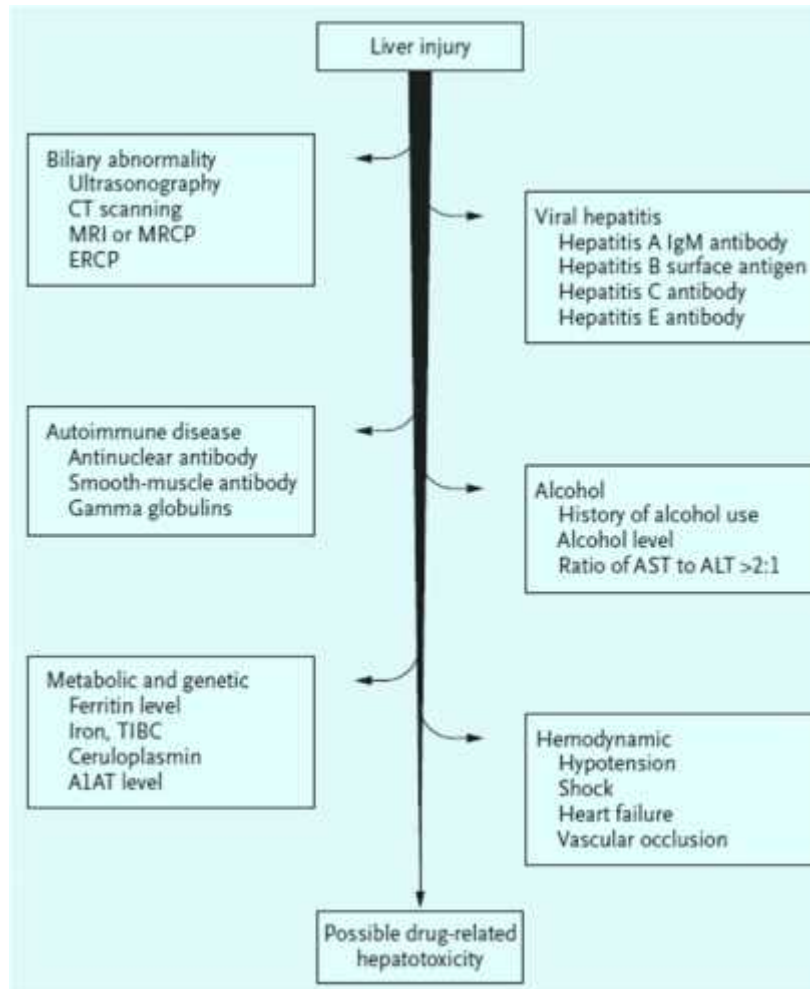 Liver injury
Biliary abnormality
Ultrasonography
CT scanning
MRI or MRCP
ERCP
Viral hepatitis
Hepatitis A IgM antibody
Hepatitis B surface antigen
Hepatitis C antibody
Hepatitis E antibody
Autoimmune disease
Antinuclear antibody
Smooth-muscle antibody
Gamma globulins
Alcohol
History of alcohol use
Alcohol level
Ratio of AST to ALT >2:1
Metabolic and genetic
Ferritin level
Iron, TIBC
Ceruloplasmin
A1AT level
Hemodynamic
Hypotension
Shock
Heart failure
Vascular occlusion
Possible drug-related
hepatotoxicity